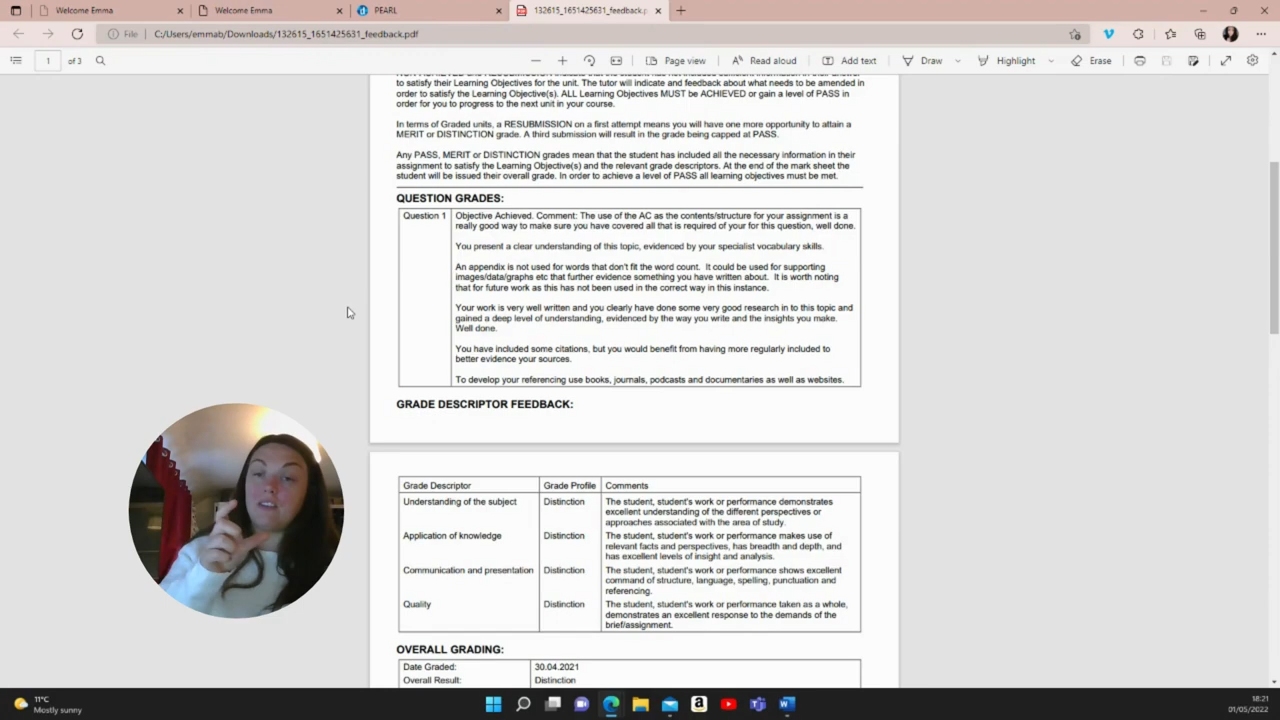 Welcome Emma
Welcome Emma
PEARL
132615_1651425631_feedback.p
File C:/Users/emmab/Downloads/132615_1651425631_feedback.pdf
1 of 3
Page view
Read aloud
Add text
Draw
Highlight
Erase
to satisfy their Learning Objectives for the unit. The tutor will indicate and feedback about what needs to be amended in
order to satisfy the Learning Objective(s). ALL Learning Objectives MUST be ACHIEVED or gain a level of PASS in
order for you to progress to the next unit in your course.
In terms of Graded units, a RESUBMISSION on a first attempt means you will have one more opportunity to attain a
MERIT or DISTINCTION grade. A third submission will result in the grade being capped at PASS.
Any PASS, MERIT or DISTINCTION grades mean that the student has included all the necessary information in their
assignment to satisfy the Learning Objective(s) and the relevant grade descriptors. At the end of the mark sheet the
student will be issued their overall grade. In order to achieve a level of PASS all learning objectives must be met.
QUESTION GRADES:
Question 1
Objective Achieved. Comment: The use of the AC as the contents/structure for your assignment is a
really good way to make sure you have covered all that is required of your for this question, well done.
You present a clear understanding of this topic, evidenced by your specialist vocabulary skills.
An appendix is not used for words that don't fit the word count. It could be used for supporting
images/data/graphs etc that further evidence something you have written about. It is worth noting
that for future work as this has not been used in the correct way in this instance.
Your work is very well written and you clearly have done some very good research in to this topic and
gained a deep level of understanding, evidenced by the way you write and the insights you make.
Well done.
You have included some citations, but you would benefit from having more regularly included to
better evidence your sources.
To develop your referencing use books, journals, podcasts and documentaries as well as websites.
GRADE DESCRIPTOR FEEDBACK:
Grade Descriptor Grade Profile Comments
Understanding of the subject Distinction The student, student's work or performance demonstrates
excellent understanding of the different perspectives or
approaches associated with the area of study.
Application of knowledge Distinction The student, student's work or performance makes use of
relevant facts and perspectives, has breadth and depth, and
has excellent levels of insight and analysis.
Communication and presentation Distinction The student, student's work or performance shows excellent
command of structure, language, spelling, punctuation and
referencing.
Quality Distinction The student, student's work or performance taken as a whole,
demonstrates an excellent response to the demands of the
brief/assignment.
OVERALL GRADING:
Date Graded: 30.04.2021
Overall Result: Distinction
11°C
Mostly sunny
18:21
01/05/2022